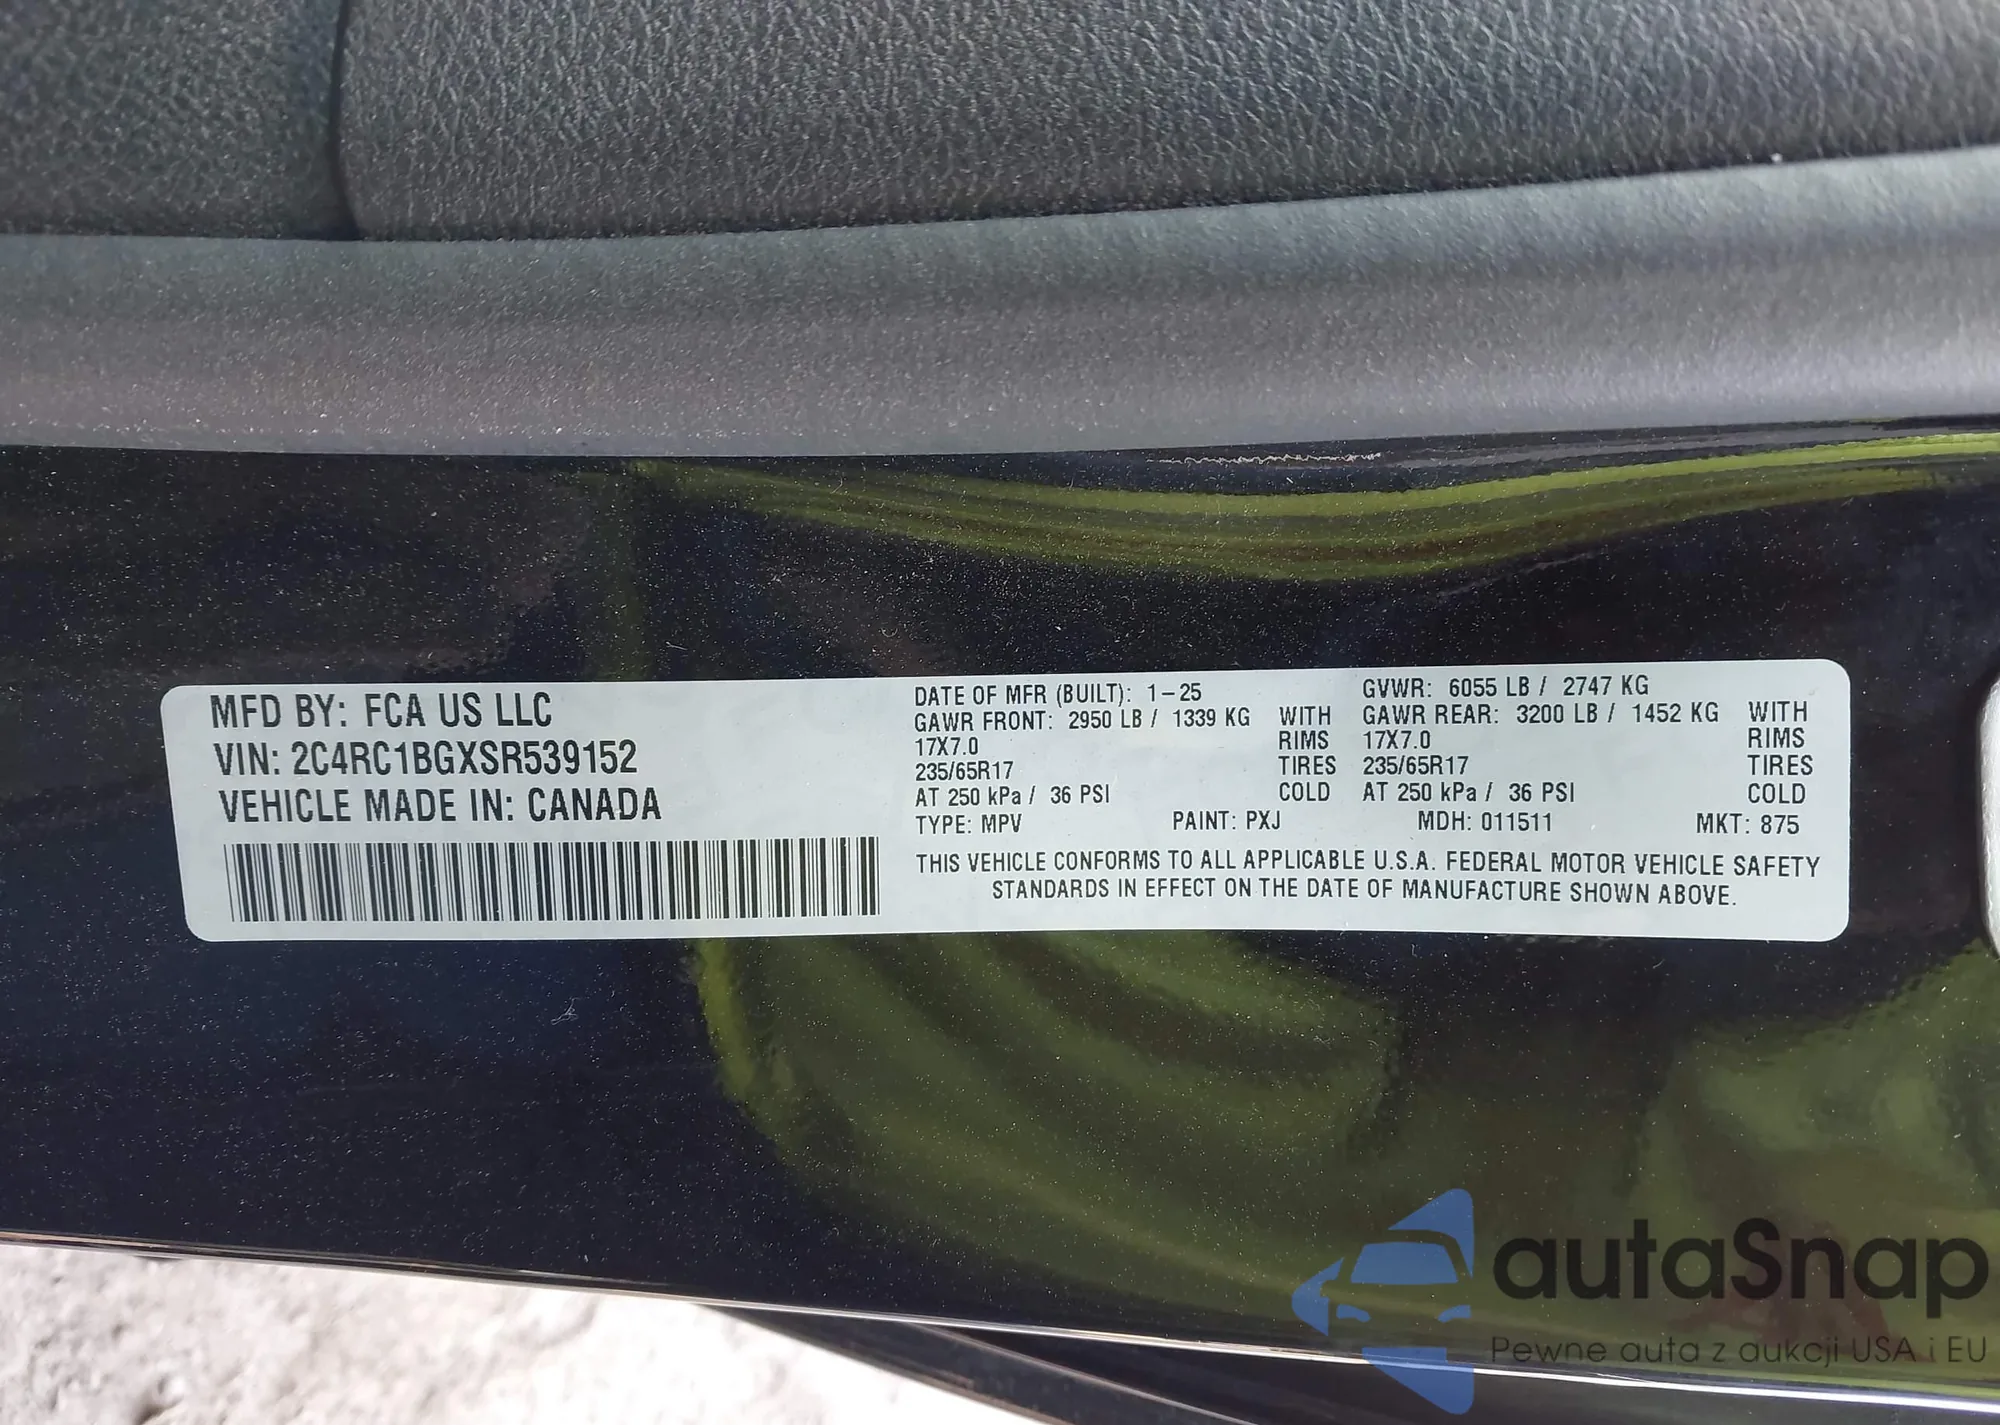 MFD BY: FCA US LLC
VIN: 2C4RC1BGXSR539152
VEHICLE MADE IN: CANADA
DATE OF MFR (BUILT): 1-25 GVWR: 6055 LB / 2747 KG
GAWR FRONT: 2950 LB / 1339 KG WITH GAWR REAR: 3200 LB / 1452 KG WITH
17X7.0 RIMS 17X7.0 RIMS
235/65R17 TIRES 235/65R17 TIRES
AT 250 kPa / 36 PSI COLD AT 250 kPa / 36 PSI COLD
TYPE: MPV PAINT: PXJ MDH: 011511 MKT: 875
THIS VEHICLE CONFORMS TO ALL APPLICABLE U.S.A. FEDERAL MOTOR VEHICLE SAFETY
STANDARDS IN EFFECT ON THE DATE OF MANUFACTURE SHOWN ABOVE.
autaSnap
Pewne auta z aukcji USA i EU